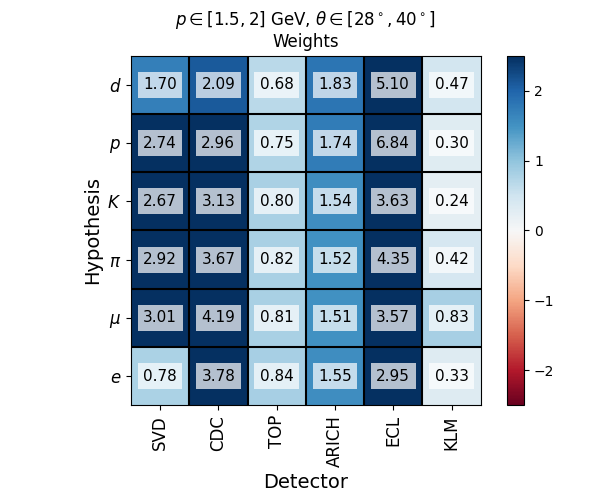 p ∈ [1.5, 2] GeV, θ ∈ [28°, 40°]
Weights
d 1.70 2.09 0.68 1.83 5.10 0.47
p 2.74 2.96 0.75 1.74 6.84 0.30
K 2.67 3.13 0.80 1.54 3.63 0.24
π 2.92 3.67 0.82 1.52 4.35 0.42
μ 3.01 4.19 0.81 1.51 3.57 0.83
e 0.78 3.78 0.84 1.55 2.95 0.33
SVD CDC TOP ARICH ECL KLM
Detector
Hypothesis
2
1
0
−1
−2